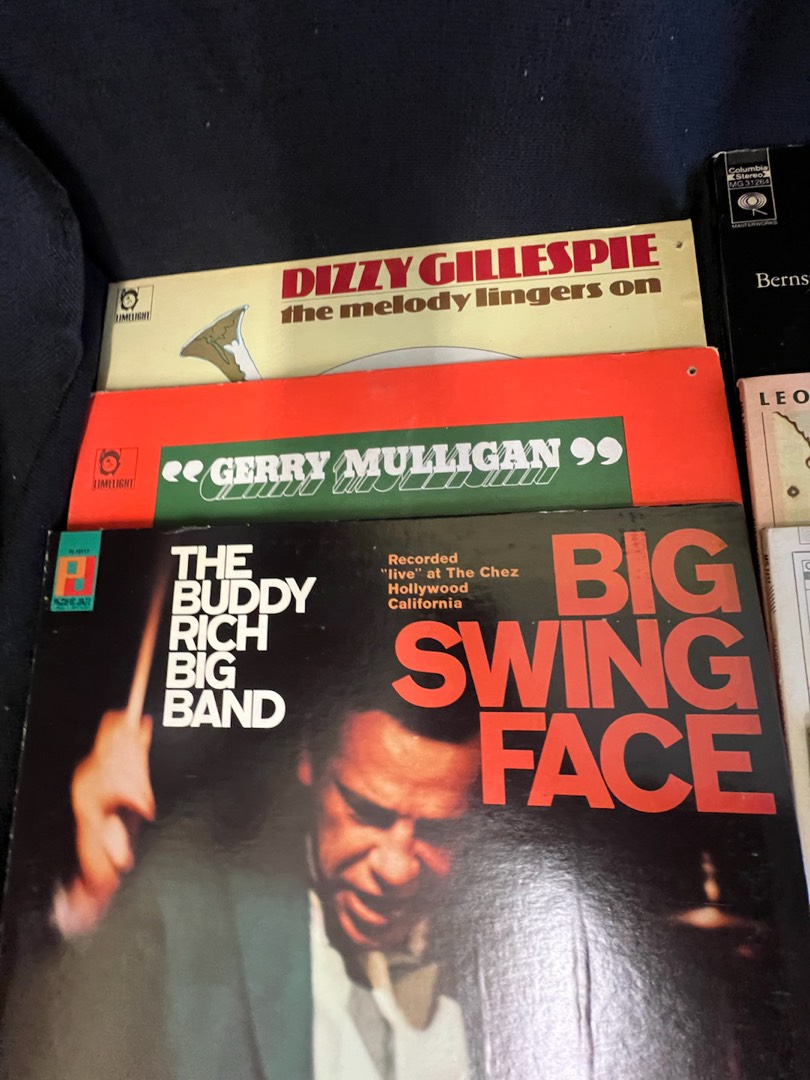 DIZZY GILLESPIE
the melody lingers on
LIMELIGHT
Columbia
Stereo
MG 31264
MASTERWORKS
Berns
LEO
“GERRY MULLIGAN”
LIMELIGHT
THE
BUDDY
RICH
BIG
BAND
Recorded
"live" at The Chez
Hollywood
California
BIG
SWING
FACE